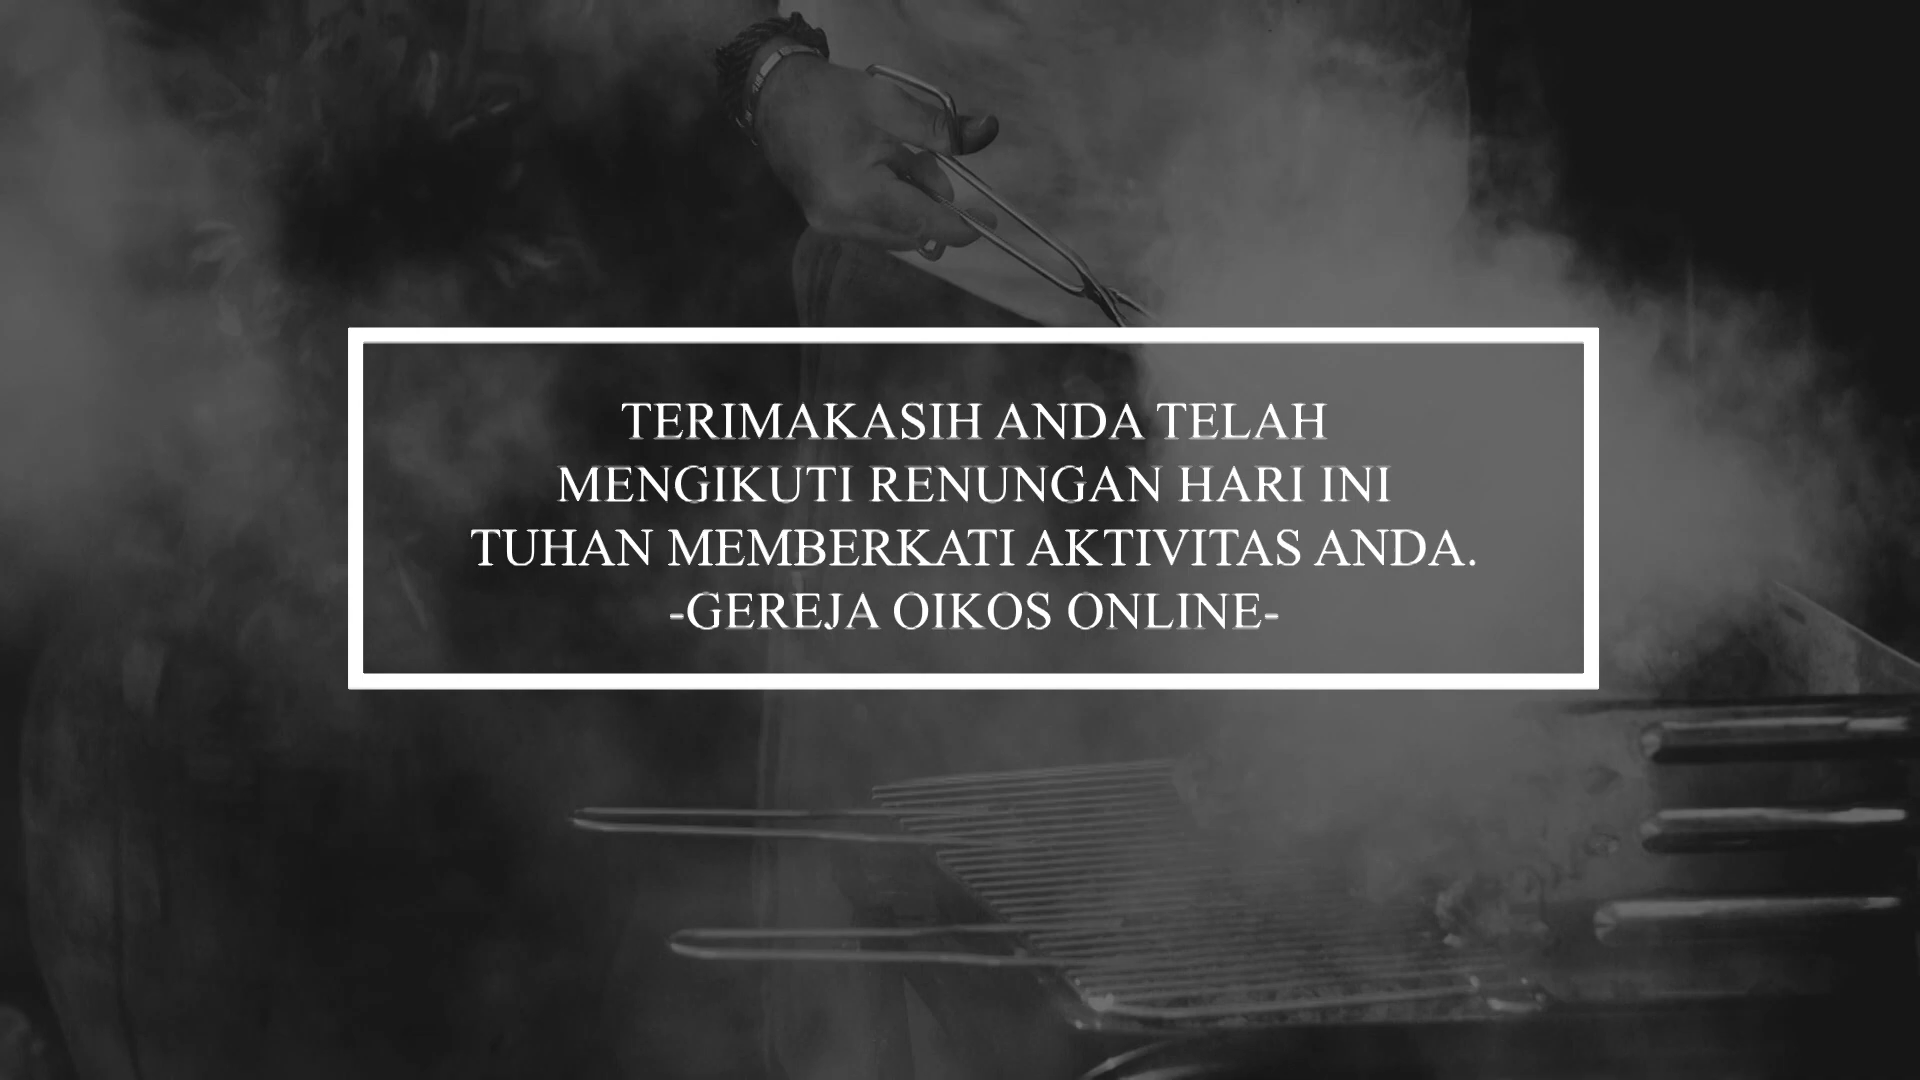 TERIMAKASIH ANDA TELAH
MENGIKUTI RENUNGAN HARI INI
TUHAN MEMBERKATI AKTIVITAS ANDA.
-GEREJA OIKOS ONLINE-